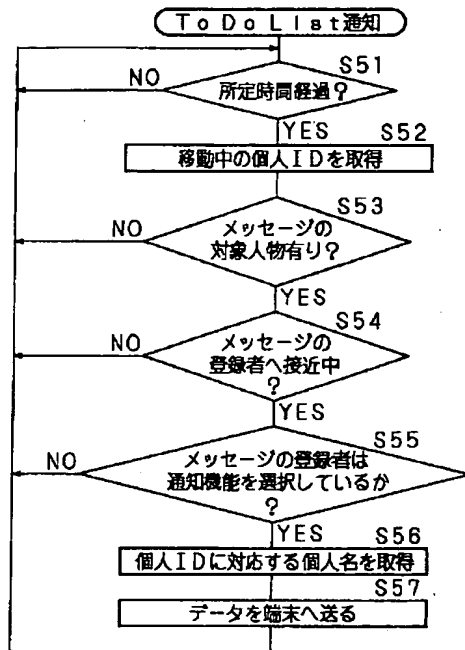 ToDoList通知
S51
NO
所定時間経過?
YES
S52
移動中の個人IDを取得
S53
NO
メッセージの
対象人物有り?
YES
S54
NO
メッセージの
登録者へ接近中
?
YES
S55
NO
メッセージの登録者は
通知機能を選択しているか
?
YES
S56
個人IDに対応する個人名を取得
S57
データを端末へ送る